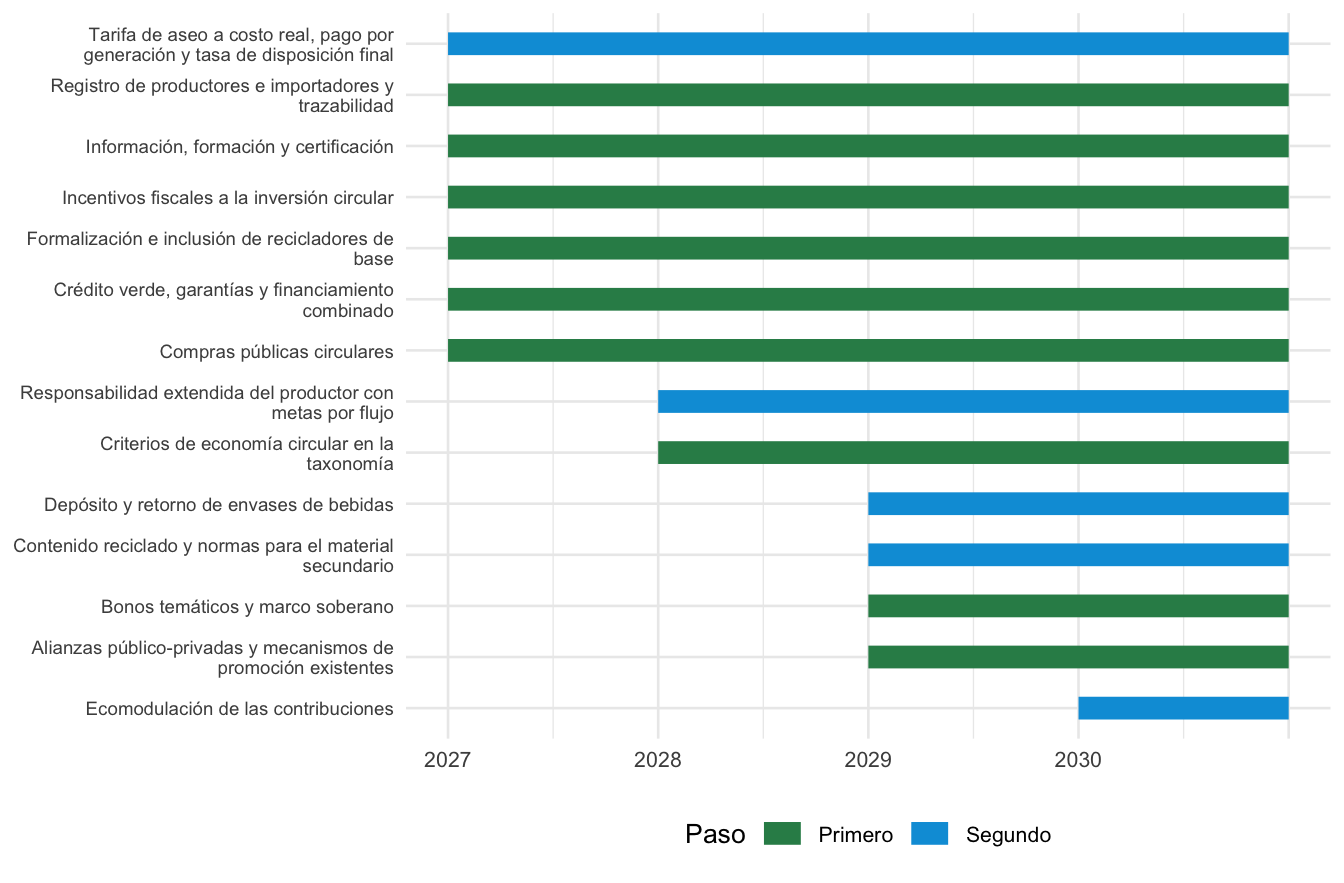 Tarifa de aseo a costo real, pago por
generación y tasa de disposición final
Registro de productores e importadores y
trazabilidad
Información, formación y certificación
Incentivos fiscales a la inversión circular
Formalización e inclusión de recicladores de
base
Crédito verde, garantías y financiamiento
combinado
Compras públicas circulares
Responsabilidad extendida del productor con
metas por flujo
Criterios de economía circular en la
taxonomía
Depósito y retorno de envases de bebidas
Contenido reciclado y normas para el material
secundario
Bonos temáticos y marco soberano
Alianzas público-privadas y mecanismos de
promoción existentes
Ecomodulación de las contribuciones
2027 2028 2029 2030
Paso Primero Segundo